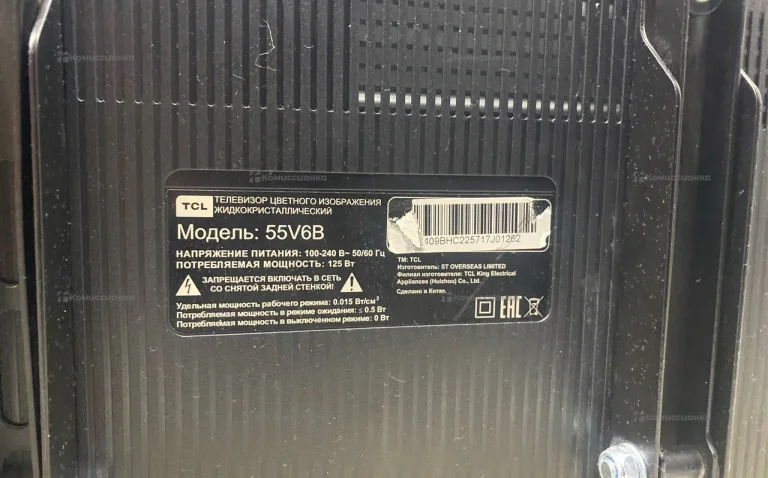 TCL
ТЕЛЕВИЗОР ЦВЕТНОГО ИЗОБРАЖЕНИЯ
ЖИДКОКРИСТАЛЛИЧЕСКИЙ
Модель: 55V6B
НАПРЯЖЕНИЕ ПИТАНИЯ: 100-240 В~ 50/60 Гц
ПОТРЕБЛЯЕМАЯ МОЩНОСТЬ: 125 Вт
ЗАПРЕЩАЕТСЯ ВКЛЮЧАТЬ В СЕТЬ
СО СНЯТОЙ ЗАДНЕЙ СТЕНКОЙ!
Удельная мощность рабочего режима: 0.015 Вт/см²
Потребляемая мощность в режиме ожидания: ≤ 0.5 Вт
Потребляемая мощность в выключенном режиме: 0 Вт
409BHC225717J01262
TM: TCL
Изготовитель: ST OVERSEAS LIMITED
Филиал изготовителя: TCL King Electrical
Appliances (Huizhou) Co., Ltd.
Сделано в Китае.
EAC
Комиссионка
Комиссионка
Комиссионка
Комиссионка
Комиссионка
Комиссионка